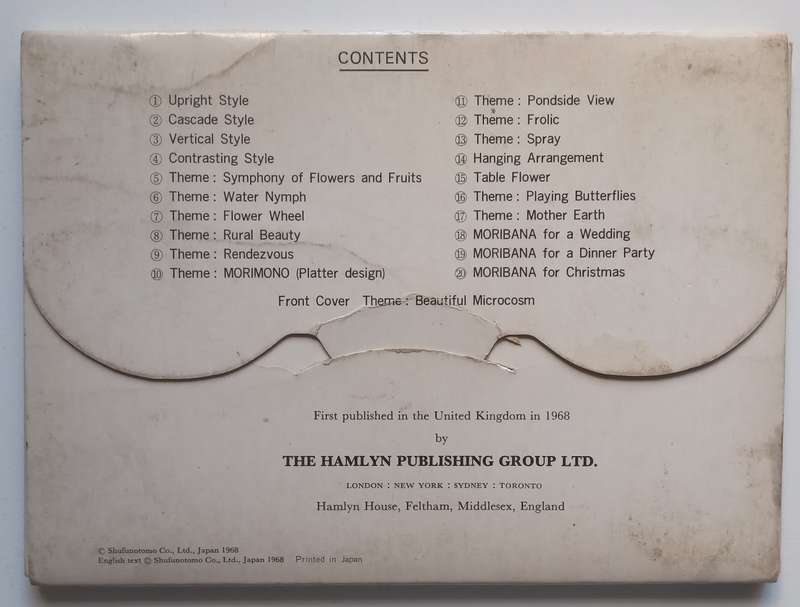 CONTENTS
① Upright Style
② Cascade Style
③ Vertical Style
④ Contrasting Style
⑤ Theme : Symphony of Flowers and Fruits
⑥ Theme : Water Nymph
⑦ Theme : Flower Wheel
⑧ Theme : Rural Beauty
⑨ Theme : Rendezvous
⑩ Theme : MORIMONO (Platter design)
⑪ Theme : Pondside View
⑫ Theme : Frolic
⑬ Theme : Spray
⑭ Hanging Arrangement
⑮ Table Flower
⑯ Theme : Playing Butterflies
⑰ Theme : Mother Earth
⑱ MORIBANA for a Wedding
⑲ MORIBANA for a Dinner Party
⑳ MORIBANA for Christmas
Front Cover Theme : Beautiful Microcosm
First published in the United Kingdom in 1968
by
THE HAMLYN PUBLISHING GROUP LTD.
LONDON : NEW YORK : SYDNEY : TORONTO
Hamlyn House, Feltham, Middlesex, England
© Shufunotomo Co., Ltd., Japan 1968
English text © Shufunotomo Co., Ltd., Japan 1968 Printed in Japan